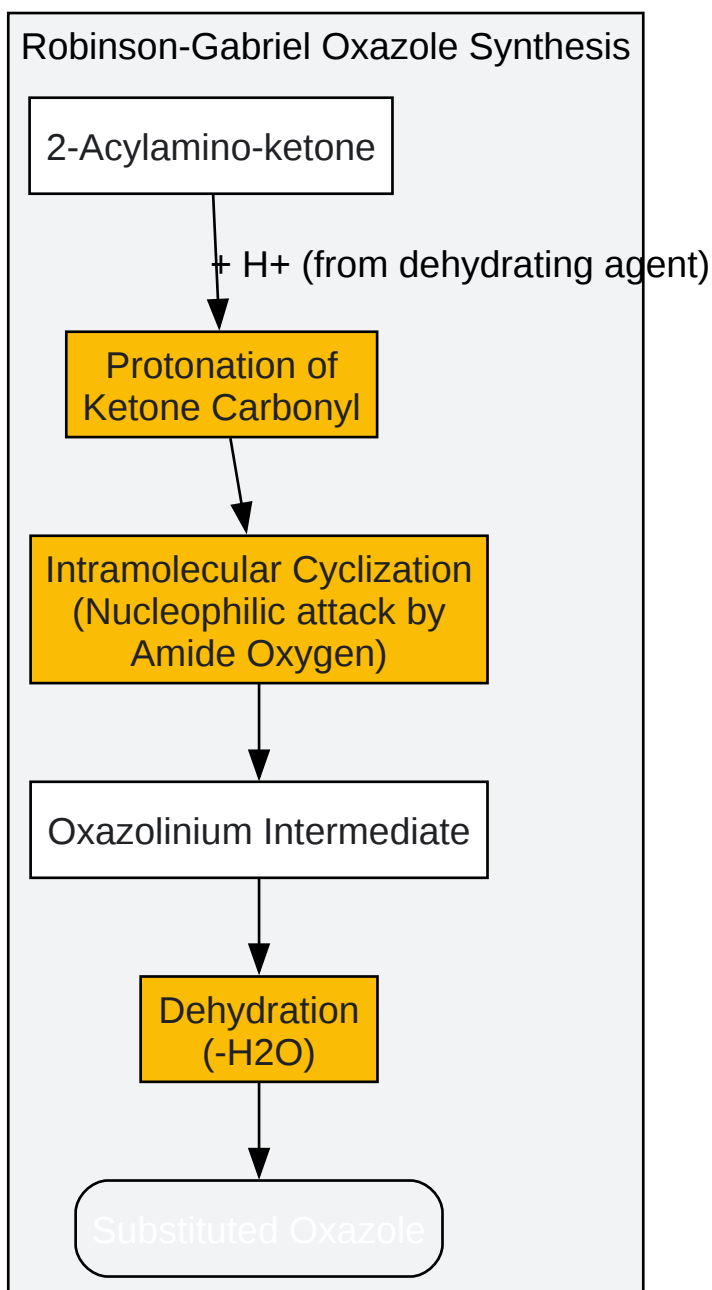 Robinson-Gabriel Oxazole Synthesis
2-Acylamino-ketone
+ H+ (from dehydrating agent)
Protonation of
Ketone Carbonyl
Intramolecular Cyclization
(Nucleophilic attack by
Amide Oxygen)
Oxazolinium Intermediate
Dehydration
(-H2O)
Substituted Oxazole